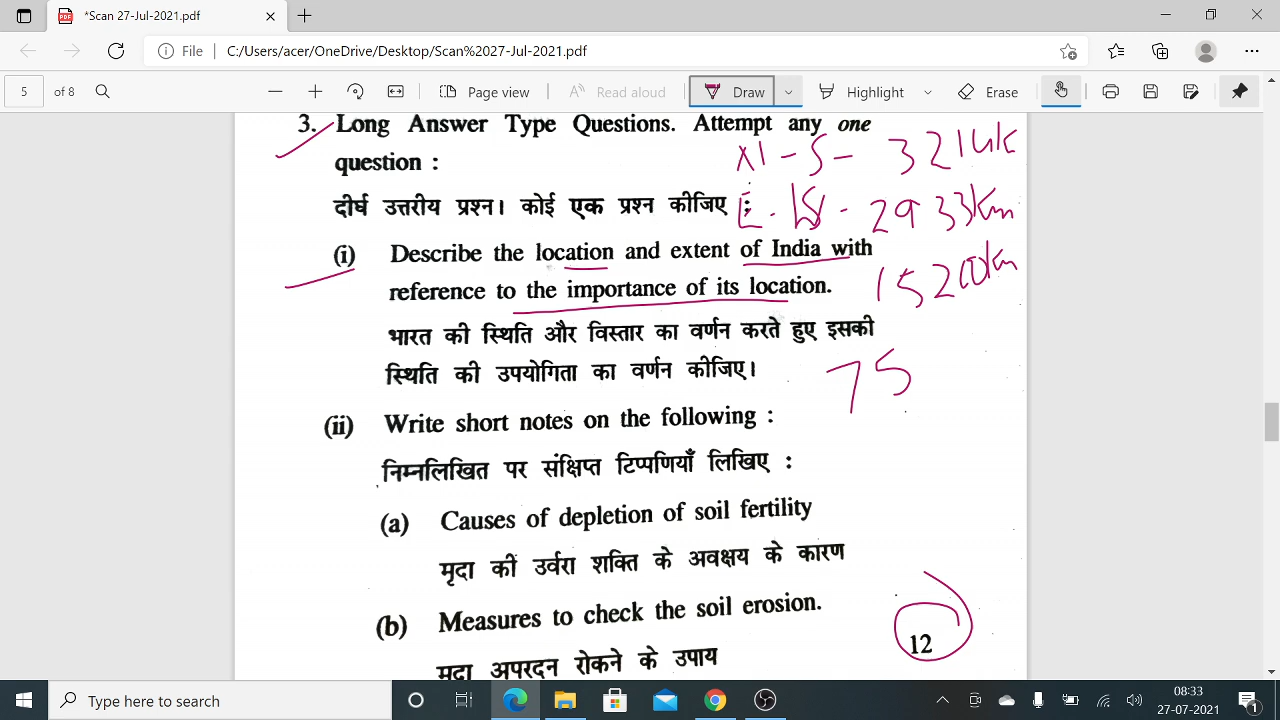 *Scan 27-Jul-2021.pdf
File C:/Users/acer/OneDrive/Desktop/Scan%2027-Jul-2021.pdf
5 of 8 Page view Read aloud Draw Highlight Erase
3. Long Answer Type Questions. Attempt any one
question :
N - S - 3214k
दीर्घ उत्तरीय प्रश्न। कोई एक प्रश्न कीजिए :
E - W - 2933km
(i) Describe the location and extent of India with
reference to the importance of its location.
15200km
भारत की स्थिति और विस्तार का वर्णन करते हुए इसकी
स्थिति की उपयोगिता का वर्णन कीजिए।
75
(ii) Write short notes on the following :
निम्नलिखित पर संक्षिप्त टिप्पणियाँ लिखिए :
(a) Causes of depletion of soil fertility
मृदा की उर्वरा शक्ति के अवक्षय के कारण
(b) Measures to check the soil erosion.
12
मृदा अपरदन रोकने के उपाय
Type here to search
08:33
ENG
27-07-2021
1